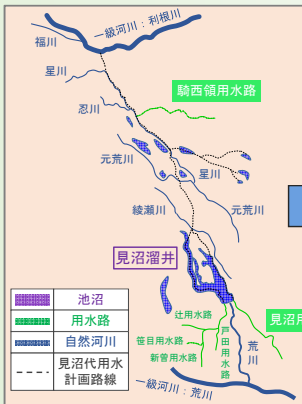 一級河川：利根川
福川
星川
騎西領用水路
忍川
元荒川
星川
綾瀬川
元荒川
見沼溜井
見沼用
辻用水路
戸田用水路
荒川
笹目用水路
新曽用水路
一級河川：荒川
池沼
用水路
自然河川
見沼代用水
計画路線